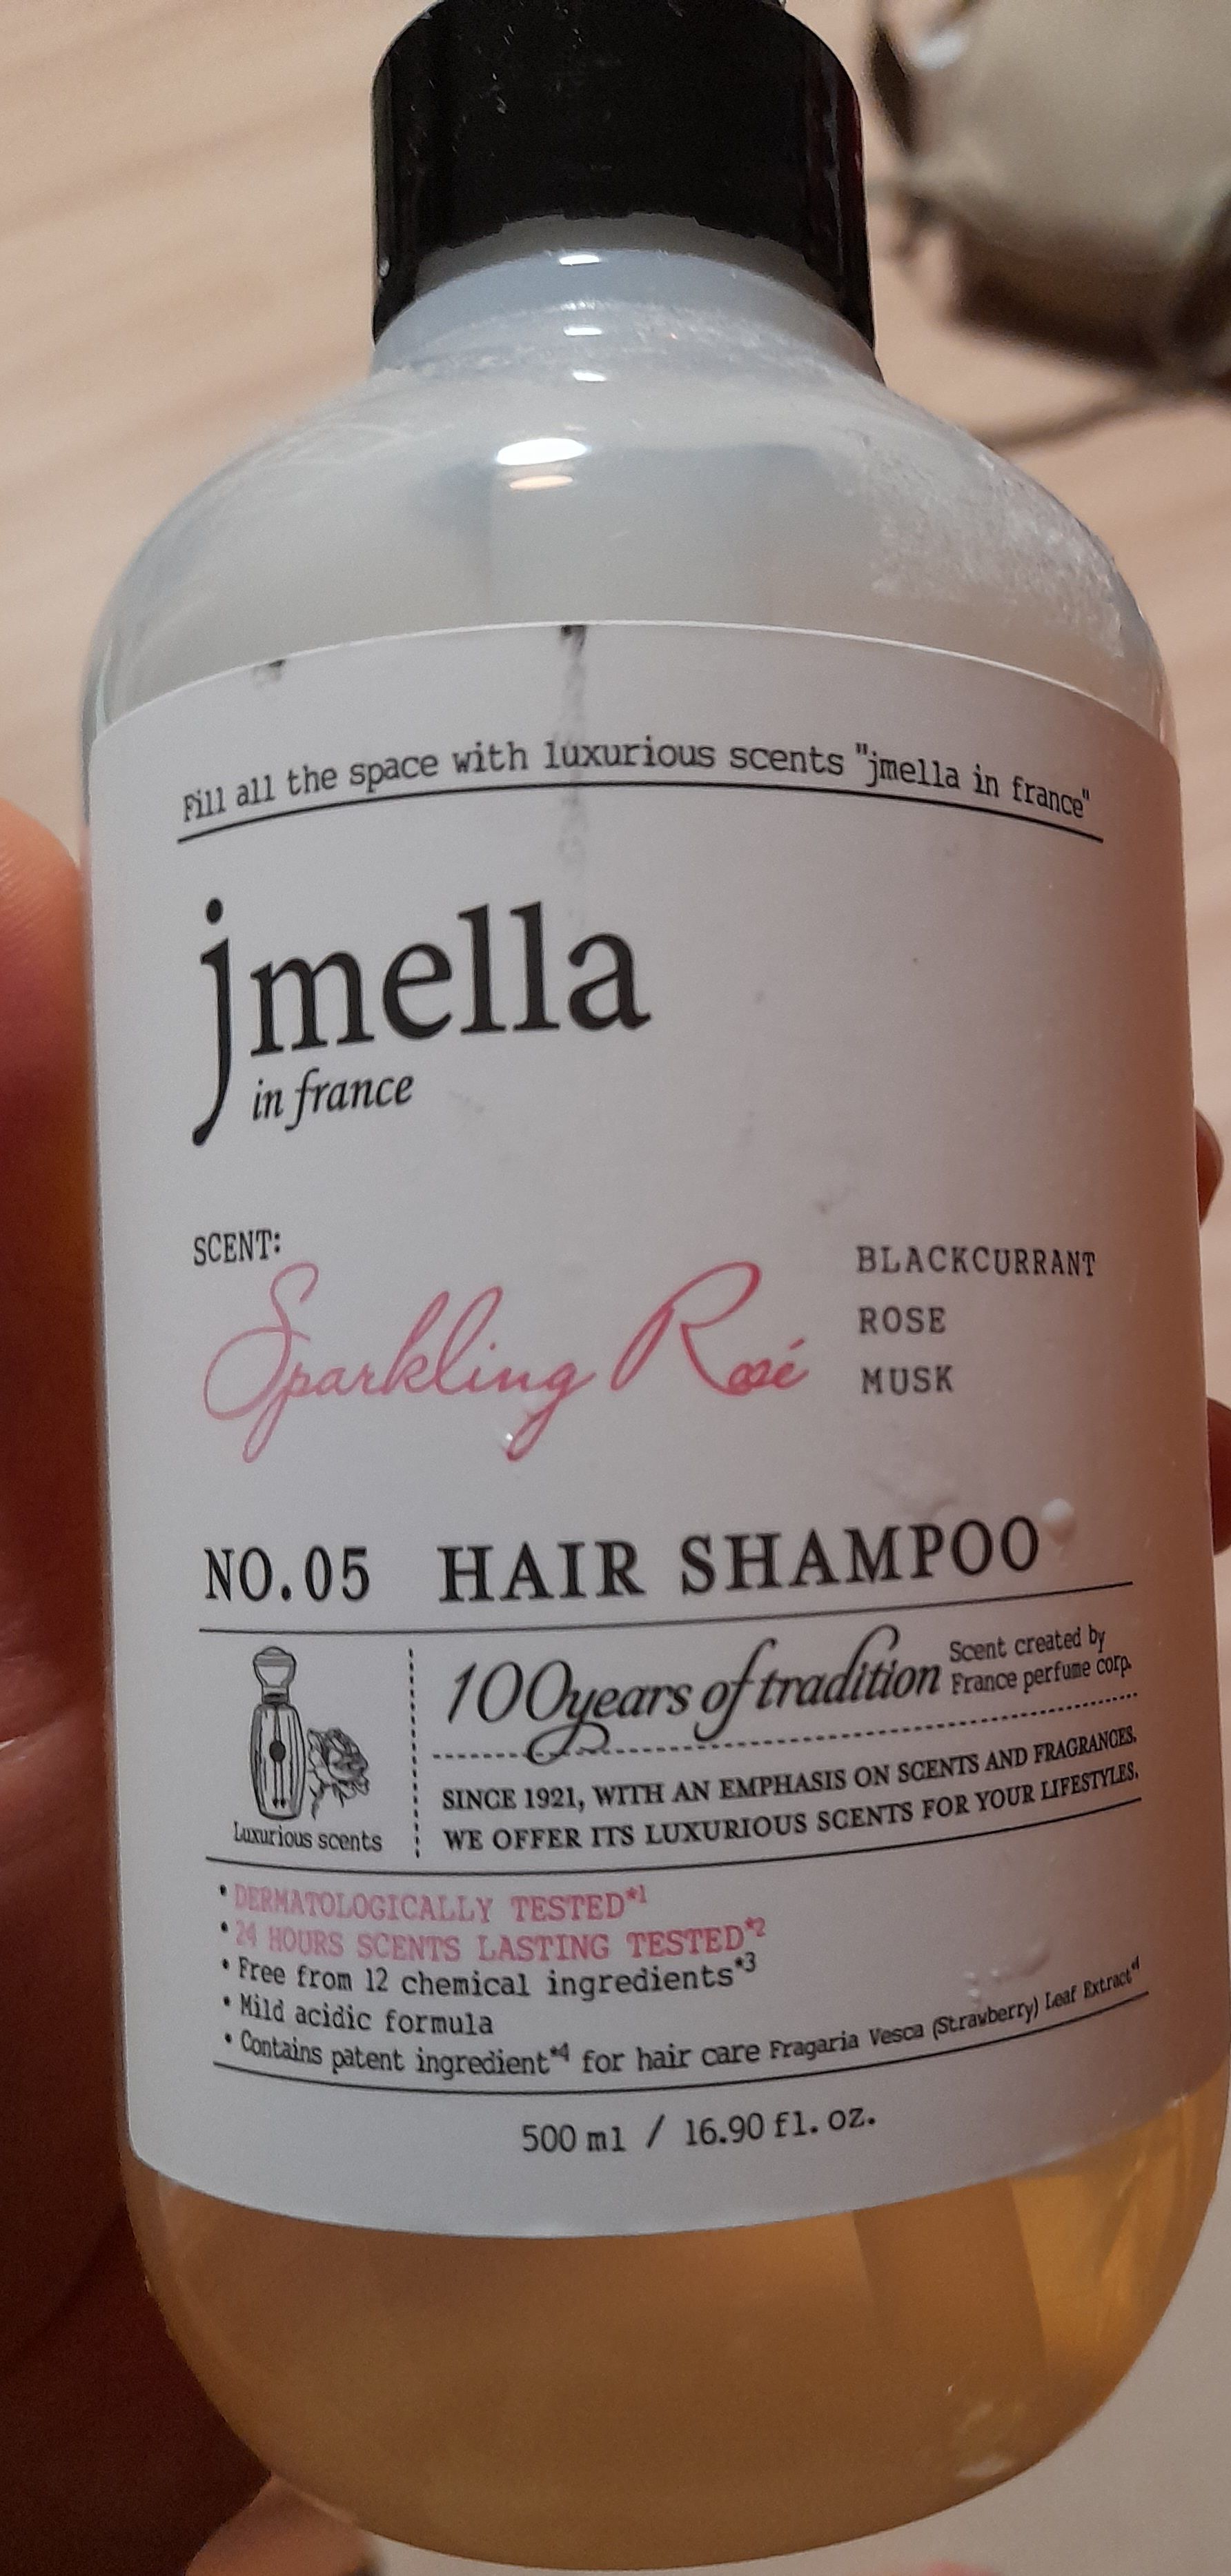 Fill all the space with luxurious scents "jmella in france"
jmella
in france
SCENT:
Sparkling Rosé
BLACKCURRANT
ROSE
MUSK
NO.05 HAIR SHAMPOO
100years of tradition
Scent created by
France perfume corp.
SINCE 1921, WITH AN EMPHASIS ON SCENTS AND FRAGRANCES.
WE OFFER ITS LUXURIOUS SCENTS FOR YOUR LIFESTYLES.
Luxurious scents
• DERMATOLOGICALLY TESTED*1
• 24 HOURS SCENTS LASTING TESTED*2
• Free from 12 chemical ingredients*3
• Mild acidic formula
• Contains patent ingredient*4 for hair care Fragaria Vesca (Strawberry) Leaf Extract*4
500 ml / 16.90 fl. oz.